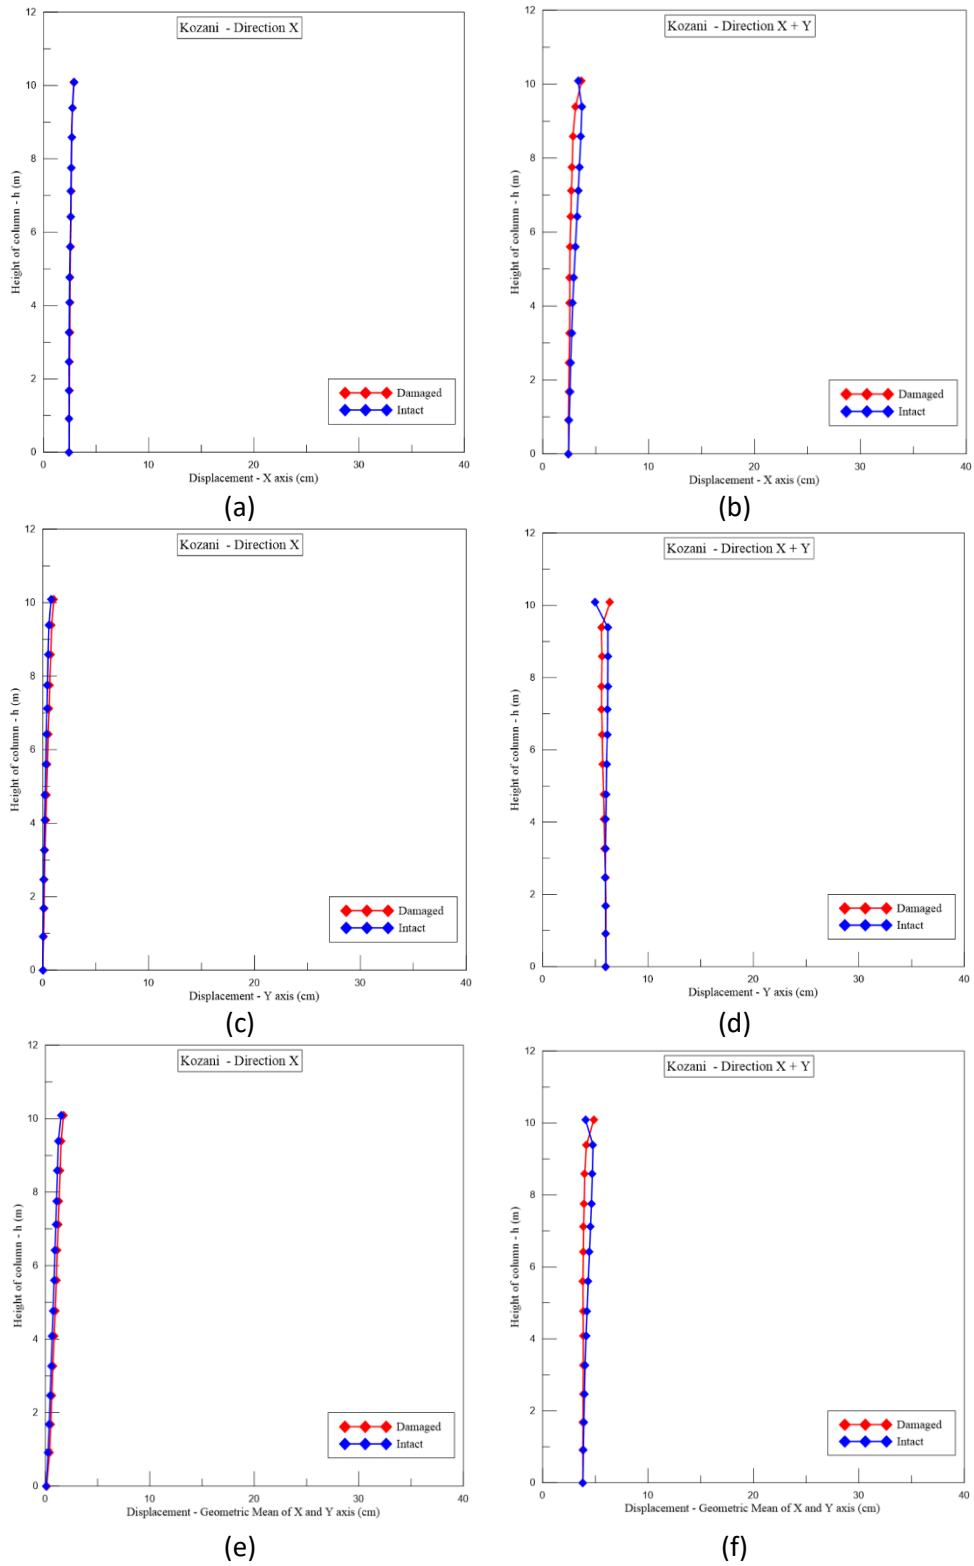 Kozani - Direction X
12
10
8
6
4
2
0
Height of column - h (m)
Damaged
Intact
0 10 20 30 40
Displacement - X axis (cm)
(a)
Kozani - Direction X + Y
12
10
8
6
4
2
0
Height of column - h (m)
Damaged
Intact
0 10 20 30 40
Displacement - X axis (cm)
(b)
Kozani - Direction X
12
10
8
6
4
2
0
Height of column - h (m)
Damaged
Intact
0 10 20 30 40
Displacement - Y axis (cm)
(c)
Kozani - Direction X + Y
12
10
8
6
4
2
0
Height of column - h (m)
Damaged
Intact
0 10 20 30 40
Displacement - Y axis (cm)
(d)
Kozani - Direction X
12
10
8
6
4
2
0
Height of column - h (m)
Damaged
Intact
0 10 20 30 40
Displacement - Geometric Mean of X and Y axis (cm)
(e)
Kozani - Direction X + Y
12
10
8
6
4
2
0
Height of column - h (m)
Damaged
Intact
0 10 20 30 40
Displacement - Geometric Mean of X and Y axis (cm)
(f)